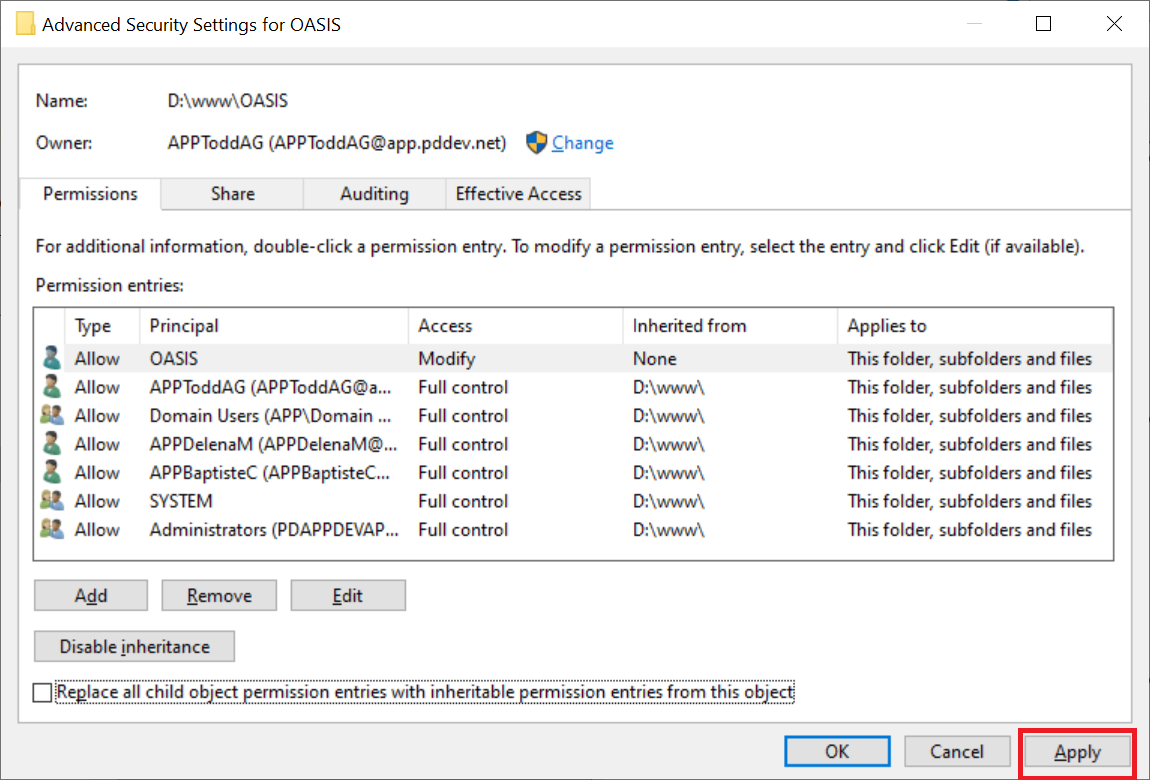 Advanced Security Settings for OASIS
Name: D:\www\OASIS
Owner: APPToddAG (APPToddAG@app.pddev.net) Change
Permissions Share Auditing Effective Access
For additional information, double-click a permission entry. To modify a permission entry, select the entry and click Edit (if available).
Permission entries:
Type Principal Access Inherited from Applies to
Allow OASIS Modify None This folder, subfolders and files
Allow APPToddAG (APPToddAG@a... Full control D:\www\ This folder, subfolders and files
Allow Domain Users (APP\Domain ... Full control D:\www\ This folder, subfolders and files
Allow APPDelenaM (APPDelenaM@... Full control D:\www\ This folder, subfolders and files
Allow APPBaptisteC (APPBaptisteC... Full control D:\www\ This folder, subfolders and files
Allow SYSTEM Full control D:\www\ This folder, subfolders and files
Allow Administrators (PDAPPDEVAP... Full control D:\www\ This folder, subfolders and files
Add Remove Edit
Disable inheritance
Replace all child object permission entries with inheritable permission entries from this object
OK Cancel Apply